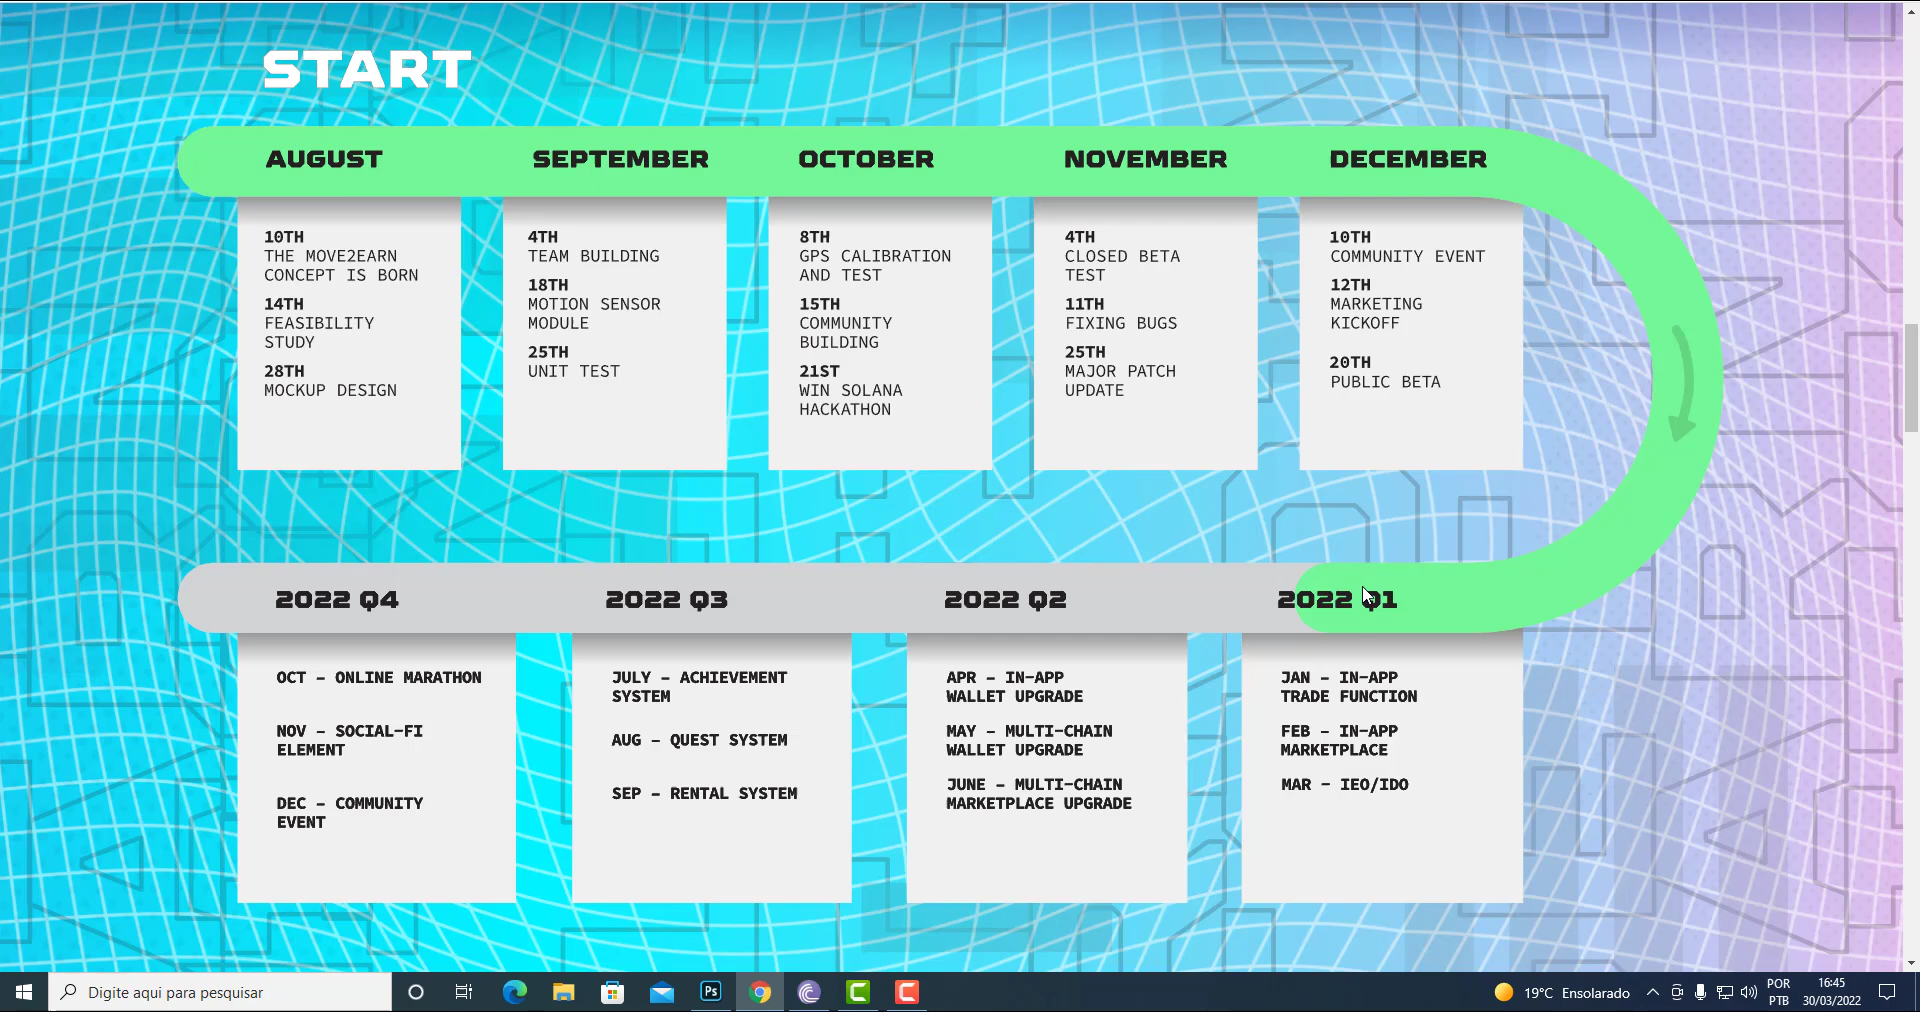 START
AUGUST
SEPTEMBER
OCTOBER
NOVEMBER
DECEMBER
10TH
THE MOVE2EARN
CONCEPT IS BORN
14TH
FEASIBILITY
STUDY
28TH
MOCKUP DESIGN
4TH
TEAM BUILDING
18TH
MOTION SENSOR
MODULE
25TH
UNIT TEST
8TH
GPS CALIBRATION
AND TEST
15TH
COMMUNITY
BUILDING
21ST
WIN SOLANA
HACKATHON
4TH
CLOSED BETA
TEST
11TH
FIXING BUGS
25TH
MAJOR PATCH
UPDATE
10TH
COMMUNITY EVENT
12TH
MARKETING
KICKOFF
20TH
PUBLIC BETA
2022 Q4
2022 Q3
2022 Q2
2022 Q1
OCT – ONLINE MARATHON
NOV – SOCIAL-FI
ELEMENT
DEC – COMMUNITY
EVENT
JULY – ACHIEVEMENT
SYSTEM
AUG – QUEST SYSTEM
SEP – RENTAL SYSTEM
APR – IN-APP
WALLET UPGRADE
MAY – MULTI-CHAIN
WALLET UPGRADE
JUNE – MULTI-CHAIN
MARKETPLACE UPGRADE
JAN – IN-APP
TRADE FUNCTION
FEB – IN-APP
MARKETPLACE
MAR – IEO/IDO
Digite aqui para pesquisar
Ps
19°C Ensolarado
POR
PTB
16:45
30/03/2022